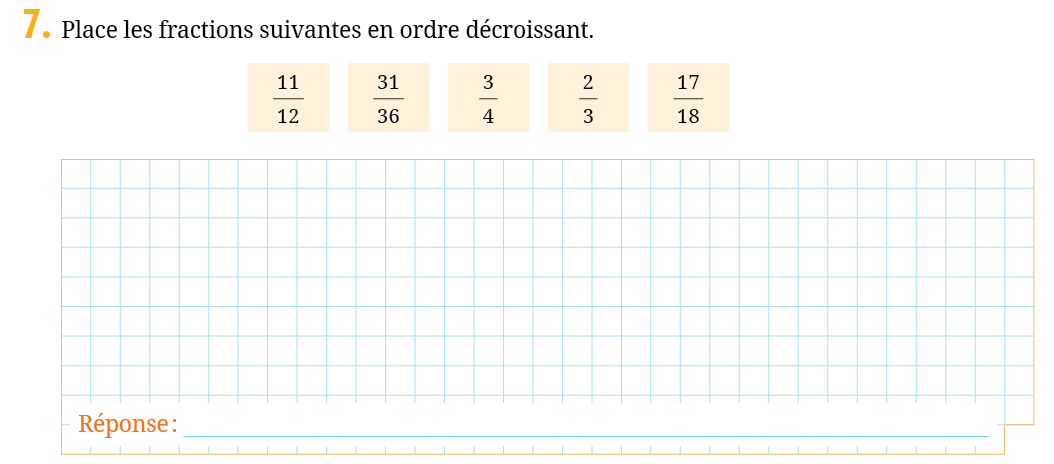 7. Place les fractions suivantes en ordre décroissant.
11/12 31/36 3/4 2/3 17/18
Réponse :